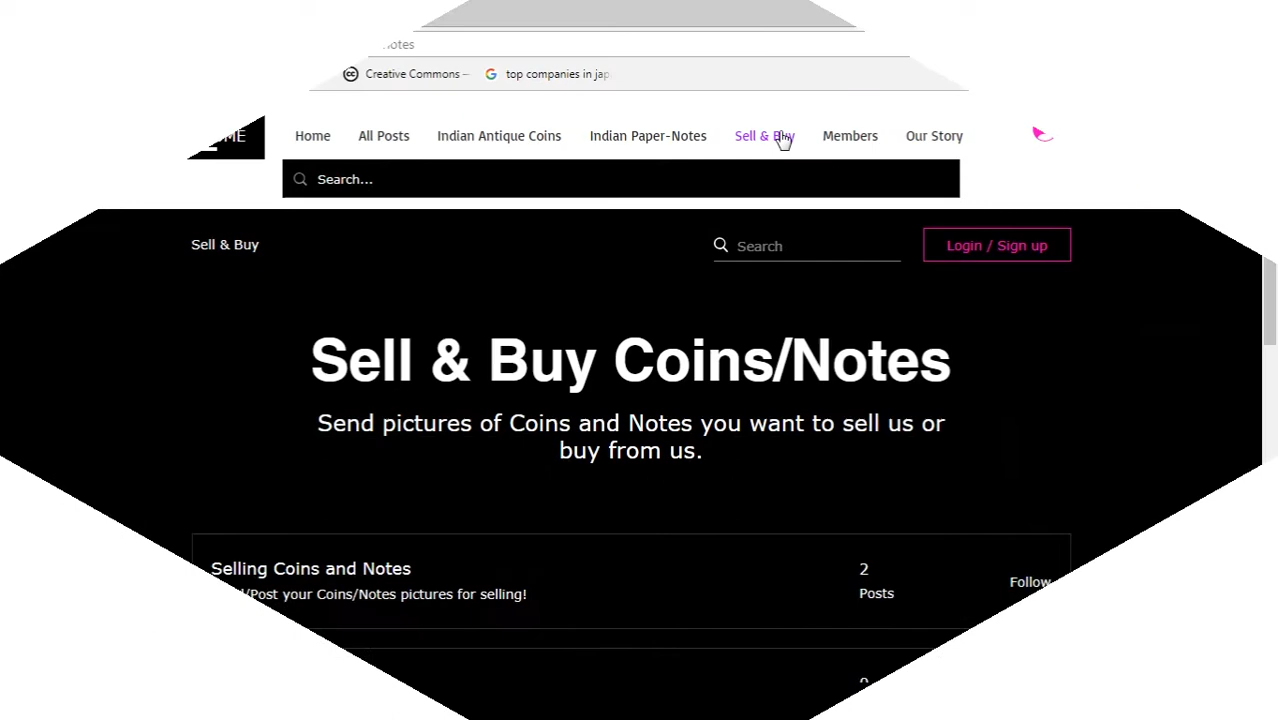 Creative Commons –
top companies in jap
Home
All Posts
Indian Antique Coins
Indian Paper-Notes
Sell & Buy
Members
Our Story
Search...
Sell & Buy
Search
Login / Sign up
Sell & Buy Coins/Notes
Send pictures of Coins and Notes you want to sell us or
buy from us.
Selling Coins and Notes
2
Post your Coins/Notes pictures for selling!
Posts
Follow